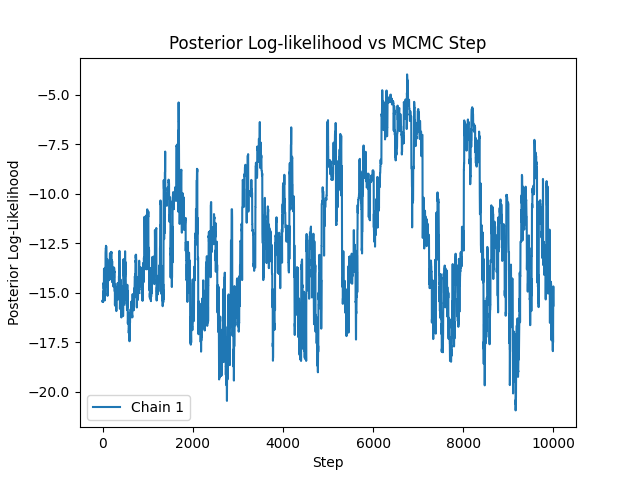 Posterior Log-likelihood vs MCMC Step
Posterior Log-Likelihood
−5.0
−7.5
−10.0
−12.5
−15.0
−17.5
−20.0
Chain 1
0 2000 4000 6000 8000 10000
Step